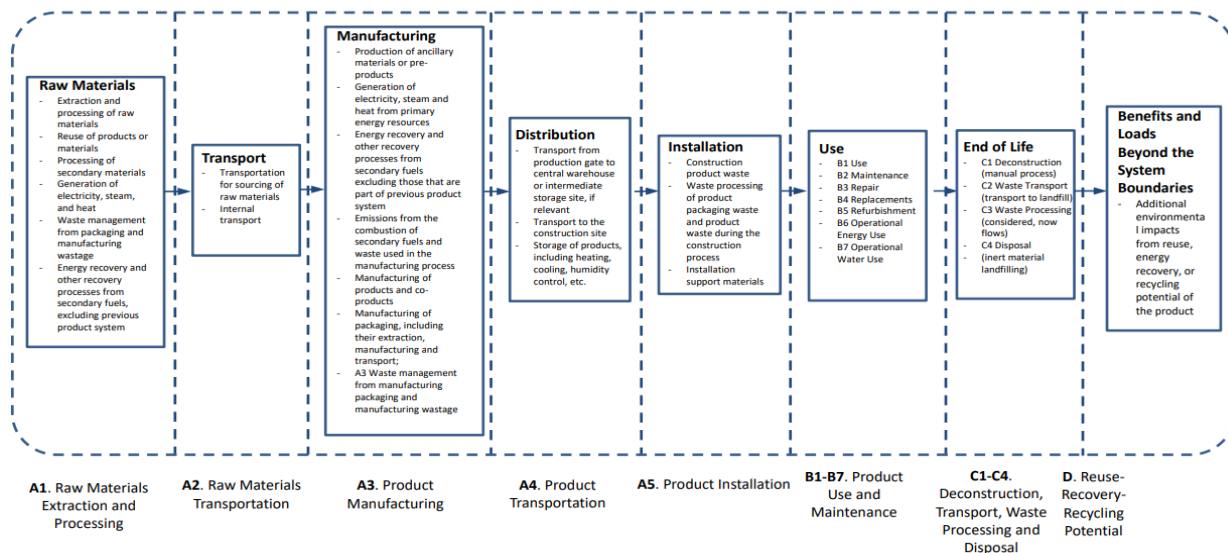 Raw Materials
- Extraction and
processing of raw
materials
- Reuse of products or
materials
- Processing of
secondary materials
- Generation of
electricity, steam, and
heat
- Waste management
from packaging and
manufacturing
wastage
- Energy recovery and
other recovery
processes from
secondary fuels,
excluding previous
product system
Transport
- Transportation
for sourcing of
raw materials
- Internal
transport
Manufacturing
- Production of ancillary
materials or pre-
products
- Generation of
electricity, steam and
heat from primary
energy resources
- Energy recovery and
other recovery
processes from
secondary fuels
excluding those that are
part of previous product
system
- Emissions from the
combustion of
secondary fuels and
waste used in the
manufacturing process
- Manufacturing of
products and co-
products
- Manufacturing of
packaging, including
their extraction,
manufacturing and
transport;
- A3 Waste management
from manufacturing
packaging and
manufacturing wastage
Distribution
- Transport from
production gate to
central warehouse
or intermediate
storage site, if
relevant
- Transport to the
construction site
- Storage of products,
including heating,
cooling, humidity
control, etc.
Installation
- Construction
product waste
- Waste processing
of product
packaging waste
and product
waste during the
construction
process
- Installation
support materials
Use
- B1 Use
- B2 Maintenance
- B3 Repair
- B4 Replacements
- B5 Refurbishment
- B6 Operational
Energy Use
- B7 Operational
Water Use
End of Life
- C1 Deconstruction
(manual process)
- C2 Waste Transport
(transport to landfill)
- C3 Waste Processing
(considered, now
flows)
- C4 Disposal
(inert material
landfilling)
Benefits and
Loads
Beyond the
System
Boundaries
- Additional
environmenta
l impacts
from reuse,
energy
recovery, or
recycling
potential of
the product
A1. Raw Materials
Extraction and
Processing
A2. Raw Materials
Transportation
A3. Product
Manufacturing
A4. Product
Transportation
A5. Product Installation
B1-B7. Product
Use and
Maintenance
C1-C4.
Deconstruction,
Transport, Waste
Processing and
Disposal
D. Reuse-
Recovery-
Recycling
Potential